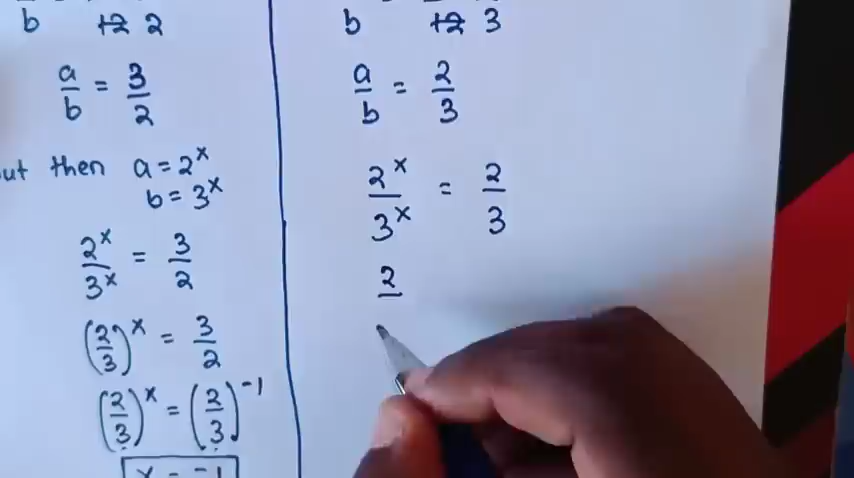 b +2 2
a/b = 3/2
then a = 2^x
b = 3^x
2^x/3^x = 3/2
(2/3)^x = 3/2
(2/3)^x = (2/3)^-1
x = -1
b +2 3
a/b = 2/3
2^x/3^x = 2/3
2